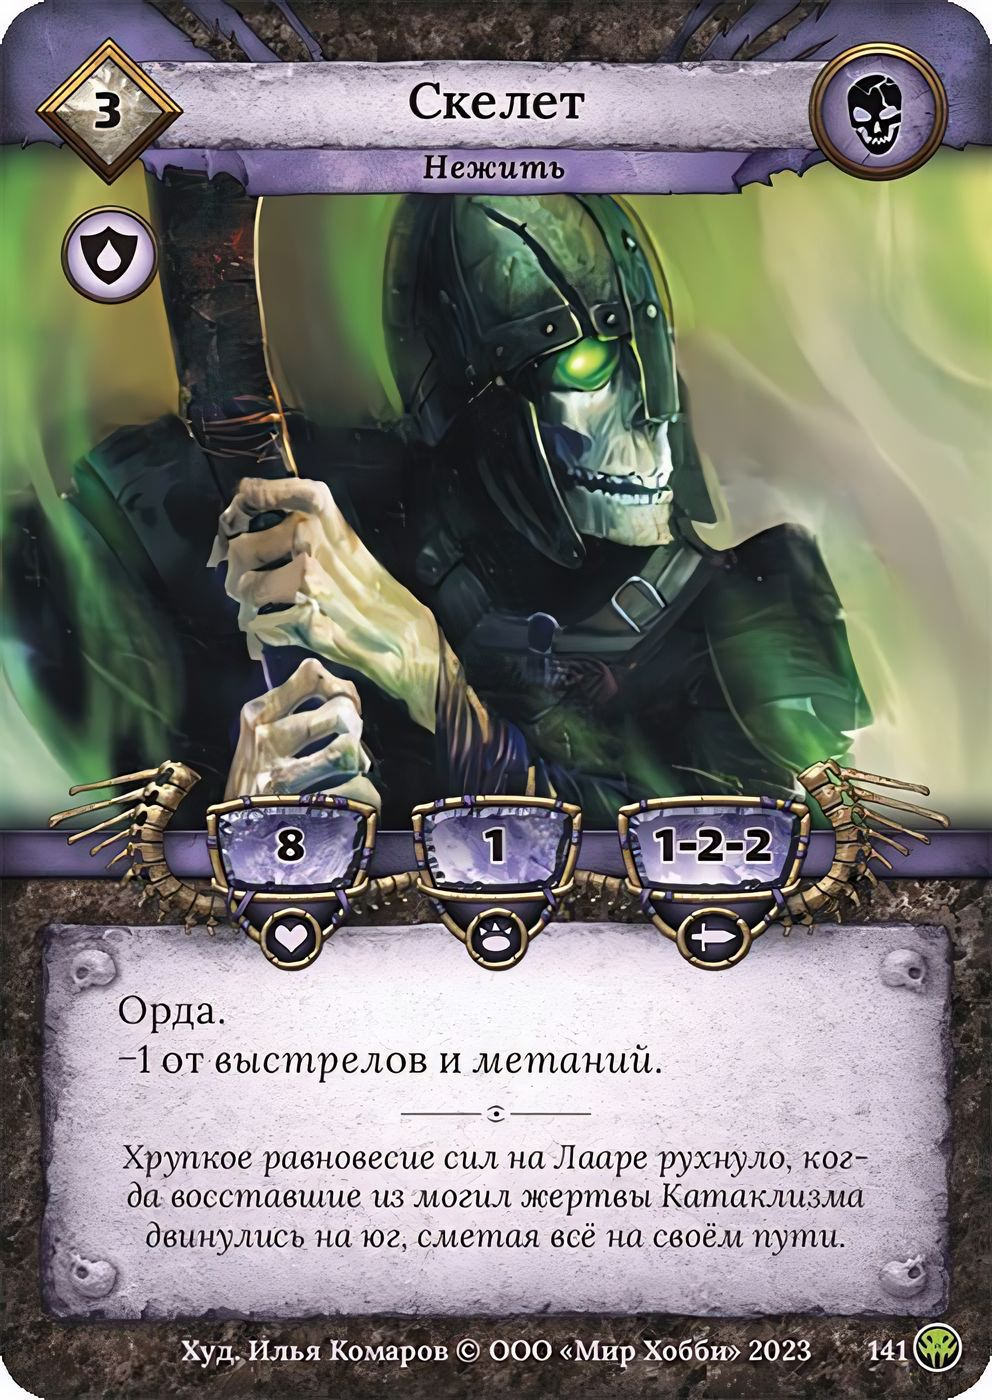 3
Скелет
Нежить
8
1
1-2-2
Орда.
–1 от выстрелов и метаний.
Хрупкое равновесие сил на Лааре рухнуло, ког-
да восставшие из могил жертвы Катаклизма
двинулись на юг, сметая всё на своём пути.
Худ. Илья Комаров © ООО «Мир Хобби» 2023
141